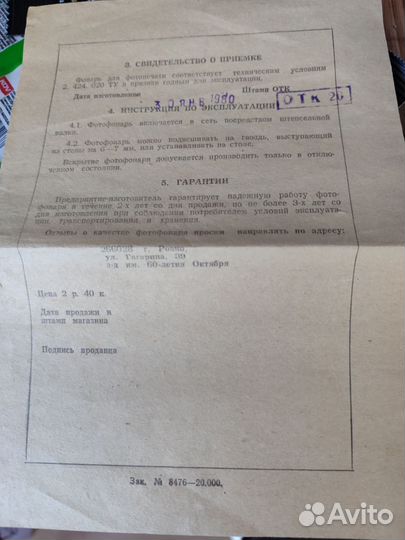 3. СВИДЕТЕЛЬСТВО О ПРИЕМКЕ
Фонарь для фотопечати соответствует техническим условиям
2. 424. 020 ТУ и признан годным для эксплуатации.
Дата изготовления Штамп ОТК
30 ЯНВ 1980 ОТК 26
4. ИНСТРУКЦИЯ ПО ЭКСПЛУАТАЦИИ
4.1. Фотофонарь включается в сеть посредством штепсельной
вилки.
4.2. Фотофонарь можно подвешивать на гвоздь, выступающий
из стены на 6—7 мм, или устанавливать на столе.
Вскрытие фотофонаря допускается производить только в отклю-
ченном состоянии.
5. ГАРАНТИИ
Предприятие-изготовитель гарантирует надежную работу фото-
фонаря в течение 2-х лет со дня продажи, но не более 3-х лет со
дня изготовления при соблюдении потребителем условий эксплуата-
ции, транспортирования и хранения.
Отзывы о качестве фотофонаря просим направлять по адресу:
266028 г. Ровно,
ул. Гагарина, 39
з-д им. 60-летия Октября
Цена 2 р. 40 к.
Дата продажи и
штамп магазина
Подпись продавца
Зак. № 8476—20.000.
Avito